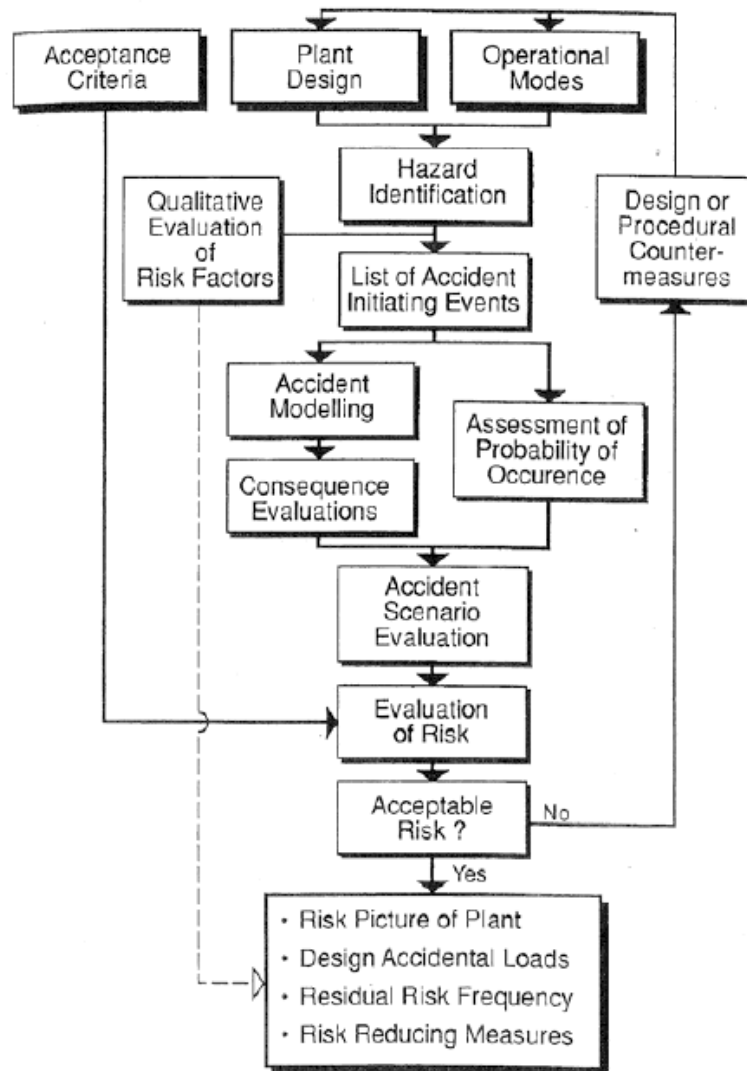 Acceptance
Criteria
Plant
Design
Operational
Modes
Hazard
Identification
Qualitative
Evaluation
of
Risk Factors
Design or
Procedural
Counter-
measures
List of Accident
Initiating Events
Accident
Modelling
Assessment of
Probability of
Occurence
Consequence
Evaluations
Accident
Scenario
Evaluation
Evaluation
of Risk
Acceptable
Risk ?
No
Yes
• Risk Picture of Plant
• Design Accidental Loads
• Residual Risk Frequency
• Risk Reducing Measures